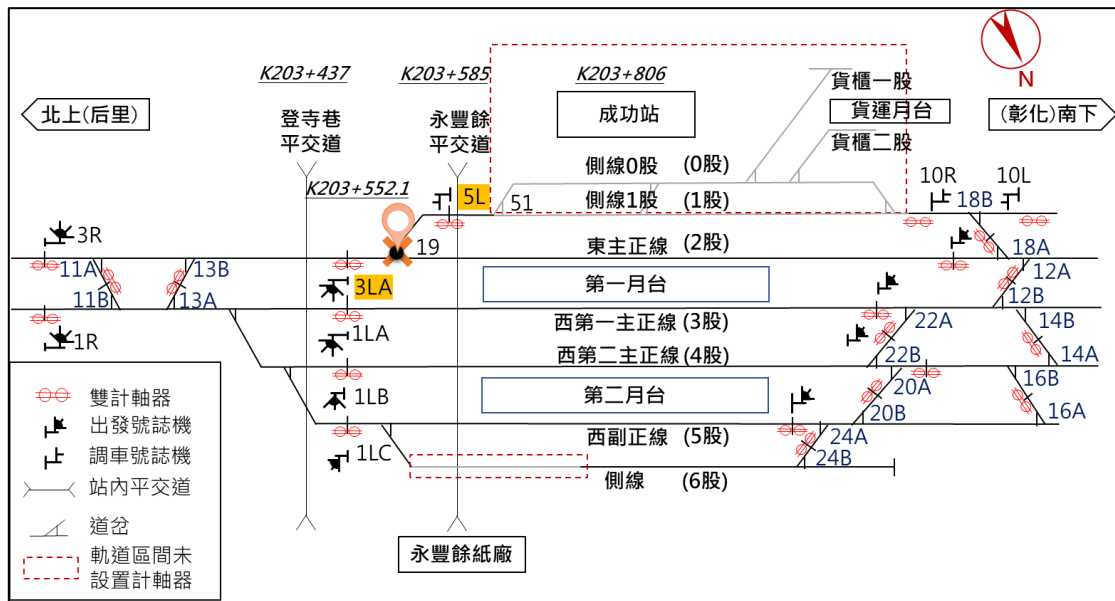 K203+437
K203+585
K203+806
N
北上(后里)
登寺巷
平交道
永豐餘
平交道
成功站
貨櫃一股
貨運月台
貨櫃二股
(彰化)南下
側線0股 (0股)
K203+552.1
5L
51
側線1股 (1股)
10R
10L
18B
3R
19
東主正線 (2股)
18A
11A
13B
12A
3LA
第一月台
11B
13A
12B
1R
1LA
西第一主正線 (3股)
22A
14B
西第二主正線 (4股)
22B
14A
雙計軸器
1LB
第二月台
20A
16B
出發號誌機
20B
16A
調車號誌機
西副正線 (5股)
24A
1LC
24B
站內平交道
側線 (6股)
道岔
永豐餘紙廠
軌道區間未
設置計軸器